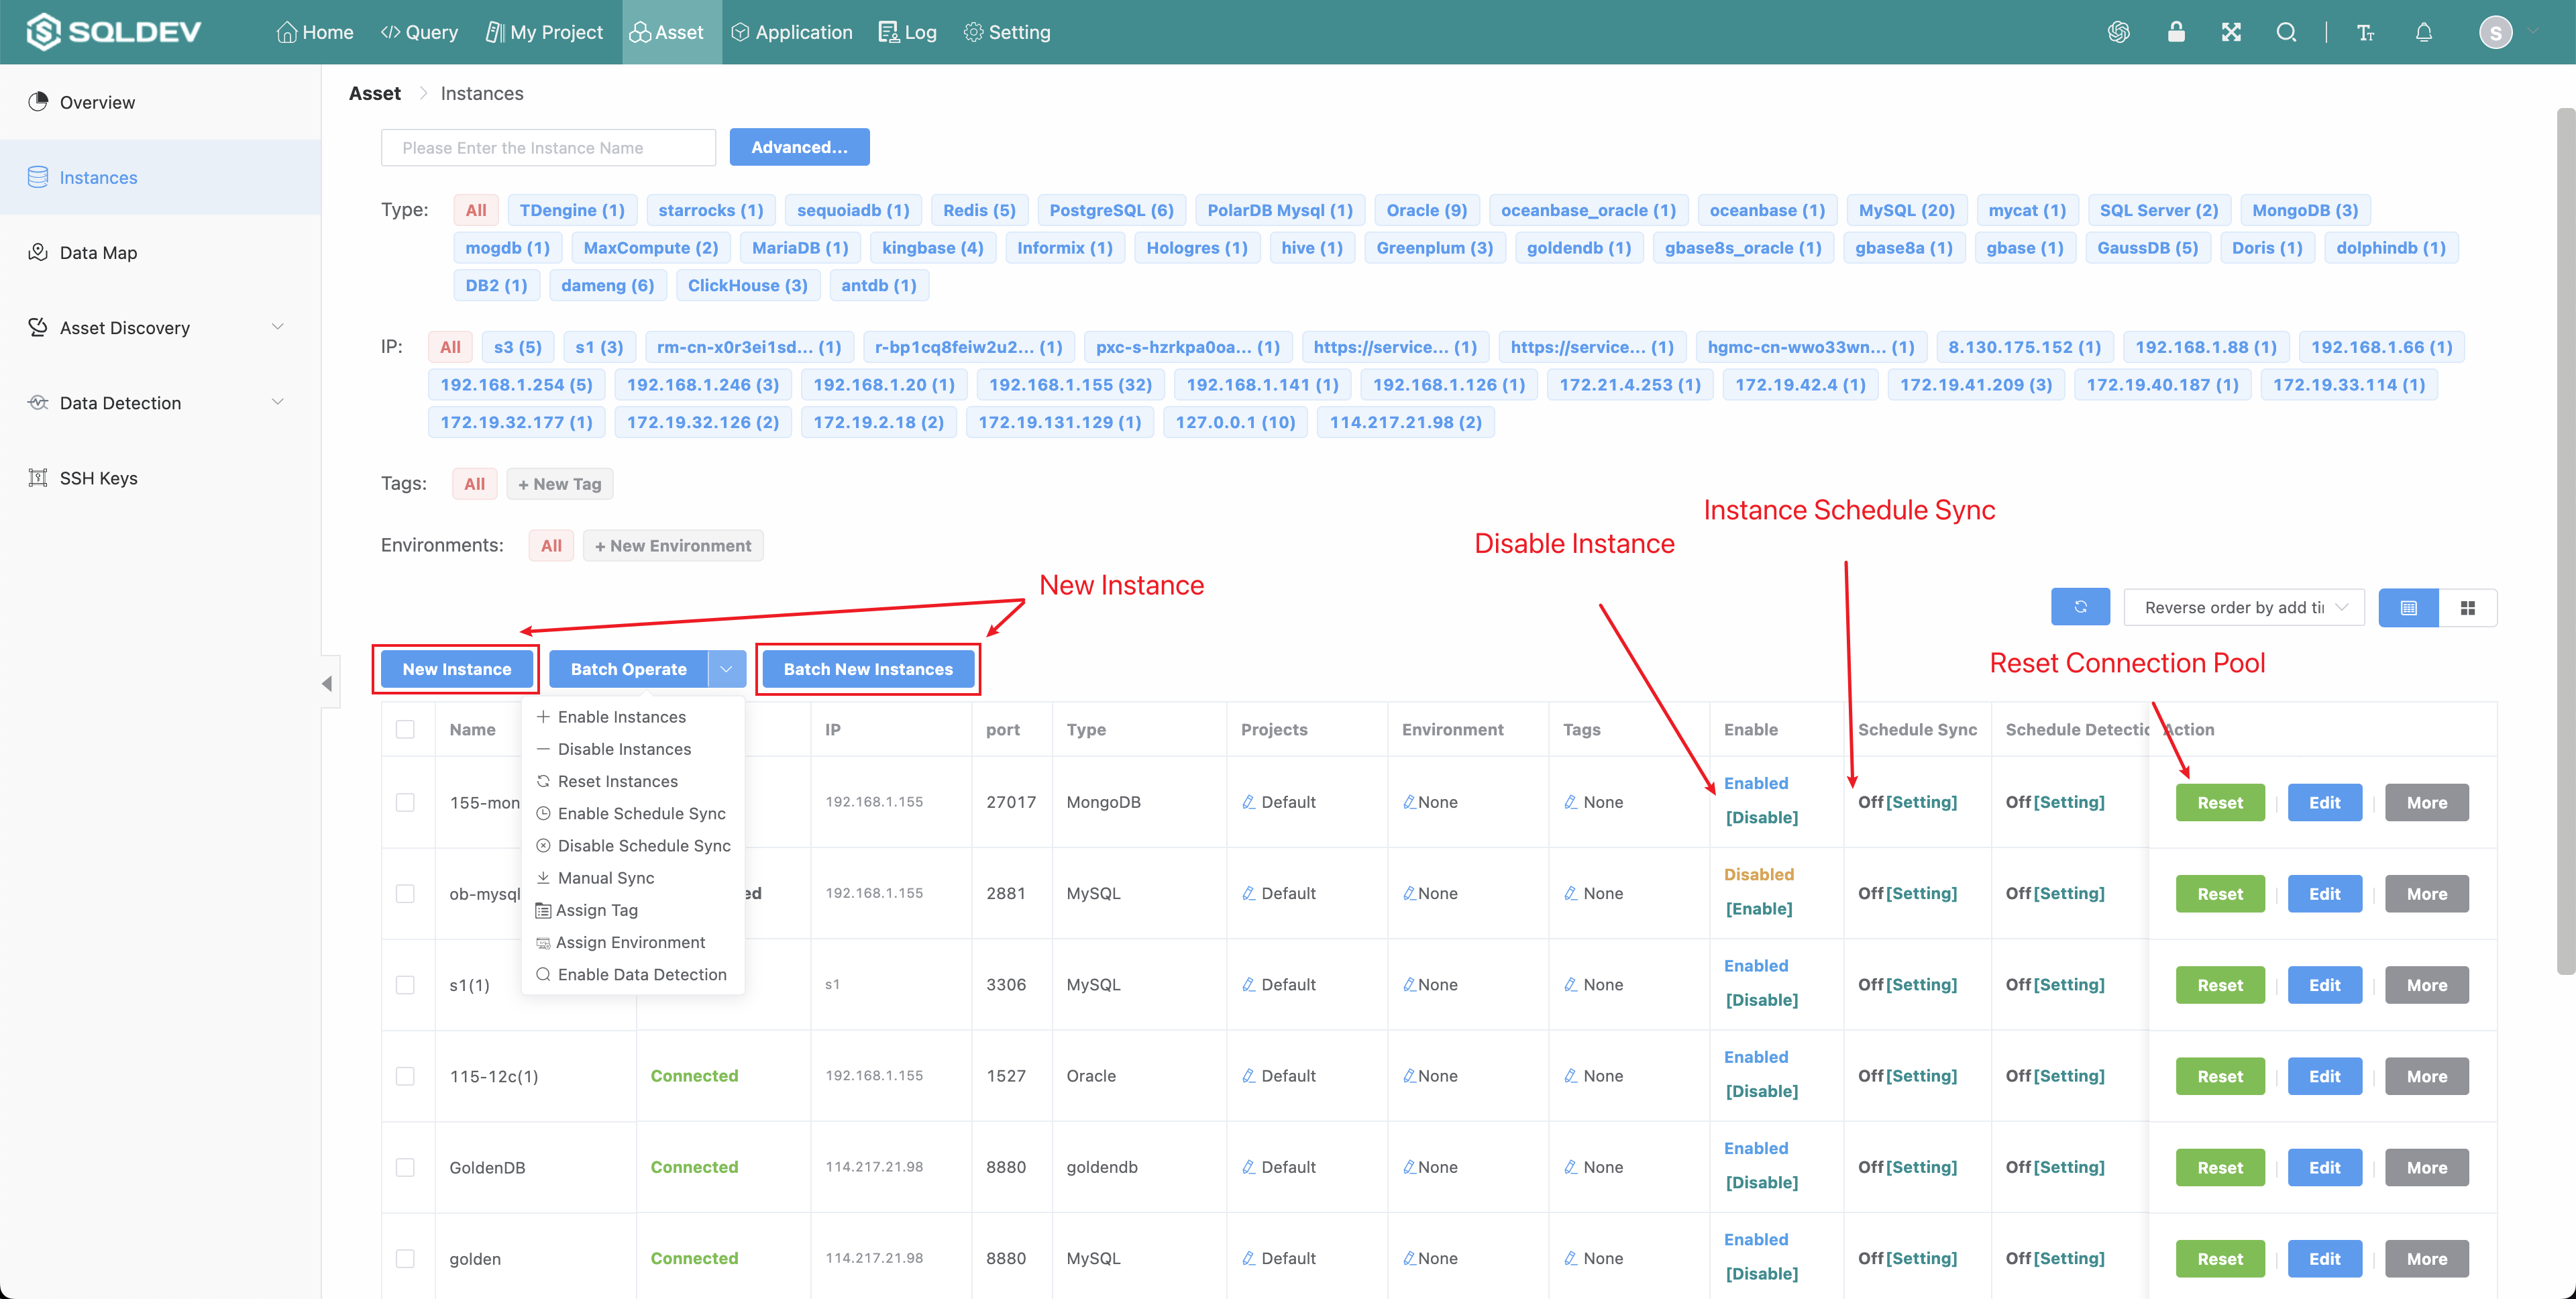 SQLDEV Home </> Query My Project Asset Application Log Setting S
Overview
Instances
Data Map
Asset Discovery
Data Detection
SSH Keys
Asset > Instances
Please Enter the Instance Name Advanced...
Type: All TDengine (1) starrocks (1) sequoiadb (1) Redis (5) PostgreSQL (6) PolarDB Mysql (1) Oracle (9) oceanbase_oracle (1) oceanbase (1) MySQL (20) mycat (1) SQL Server (2) MongoDB (3)
mogdb (1) MaxCompute (2) MariaDB (1) kingbase (4) Informix (1) Hologres (1) hive (1) Greenplum (3) goldendb (1) gbase8s_oracle (1) gbase8a (1) gbase (1) GaussDB (5) Doris (1) dolphindb (1)
DB2 (1) dameng (6) ClickHouse (3) antdb (1)
IP: All s3 (5) s1 (3) rm-cn-x0r3ei1sd... (1) r-bp1cq8feiw2u2... (1) pxc-s-hzrkpa0oa... (1) https://service... (1) https://service... (1) hgmc-cn-wwo33wn... (1) 8.130.175.152 (1) 192.168.1.88 (1) 192.168.1.66 (1)
192.168.1.254 (5) 192.168.1.246 (3) 192.168.1.20 (1) 192.168.1.155 (32) 192.168.1.141 (1) 192.168.1.126 (1) 172.21.4.253 (1) 172.19.42.4 (1) 172.19.41.209 (3) 172.19.40.187 (1) 172.19.33.114 (1)
172.19.32.177 (1) 172.19.32.126 (2) 172.19.2.18 (2) 172.19.131.129 (1) 127.0.0.1 (10) 114.217.21.98 (2)
Tags: All + New Tag
Instance Schedule Sync
Environments: All + New Environment
Disable Instance
New Instance
Reverse order by add ti
Reset Connection Pool
New Instance Batch Operate Batch New Instances
Enable Instances
Disable Instances
Reset Instances
Enable Schedule Sync
Disable Schedule Sync
Manual Sync
Assign Tag
Assign Environment
Enable Data Detection
Name IP port Type Projects Environment Tags Enable Schedule Sync Schedule Detectio Action
155-mon 192.168.1.155 27017 MongoDB Default None None Enabled [Disable] Off[Setting] Off[Setting] Reset Edit More
ob-mysql ed 192.168.1.155 2881 MySQL Default None None Disabled [Enable] Off[Setting] Off[Setting] Reset Edit More
s1(1) s1 3306 MySQL Default None None Enabled [Disable] Off[Setting] Off[Setting] Reset Edit More
115-12c(1) Connected 192.168.1.155 1527 Oracle Default None None Enabled [Disable] Off[Setting] Off[Setting] Reset Edit More
GoldenDB Connected 114.217.21.98 8880 goldendb Default None None Enabled [Disable] Off[Setting] Off[Setting] Reset Edit More
golden Connected 114.217.21.98 8880 MySQL Default None None Enabled [Disable] Off[Setting] Off[Setting] Reset Edit More